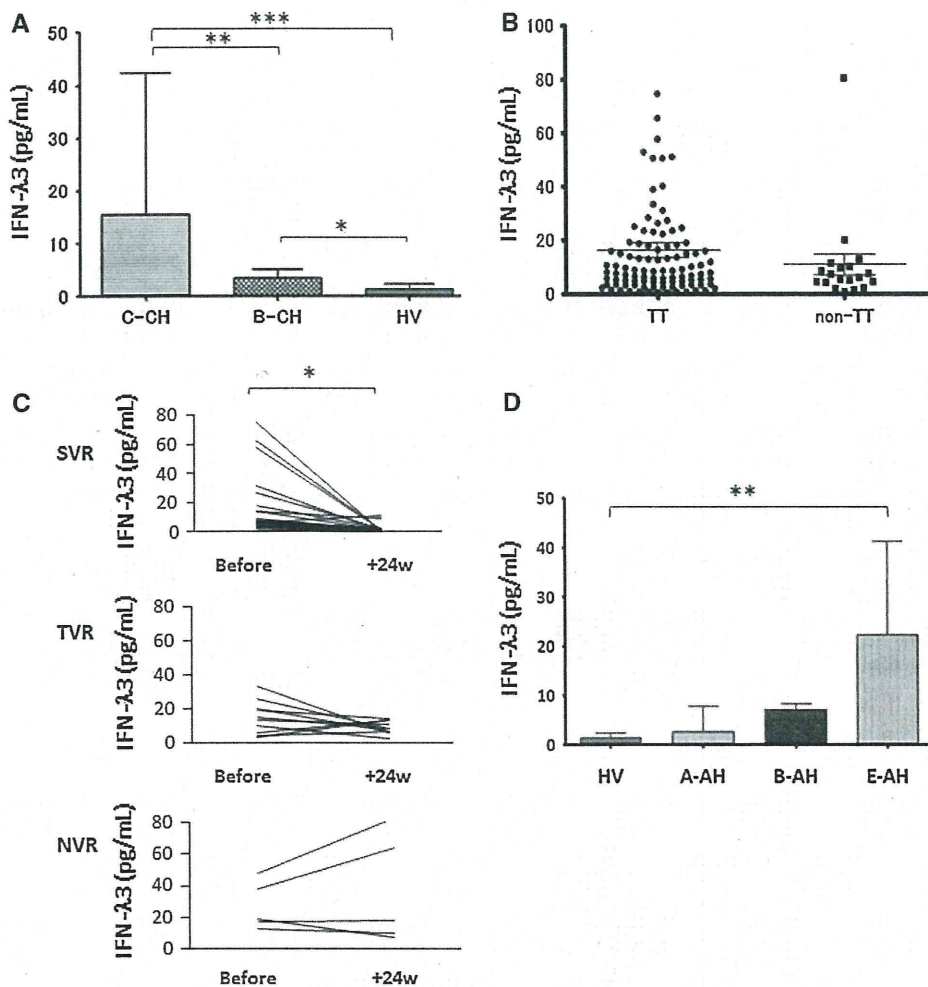 A
IFN-λ3 (pg/mL)
50
40
30
20
10
0
***
**
*
C-CH B-CH HV
B
IFN-λ3 (pg/mL)
100
80
60
40
20
0
TT non-TT
C
*
SVR
IFN-λ3 (pg/mL)
80
60
40
20
0
Before +24w
TVR
IFN-λ3 (pg/mL)
80
60
40
20
0
Before +24w
NVR
IFN-λ3 (pg/mL)
80
60
40
20
0
Before +24w
D
IFN-λ3 (pg/mL)
50
40
30
20
10
0
**
HV A-AH B-AH E-AH